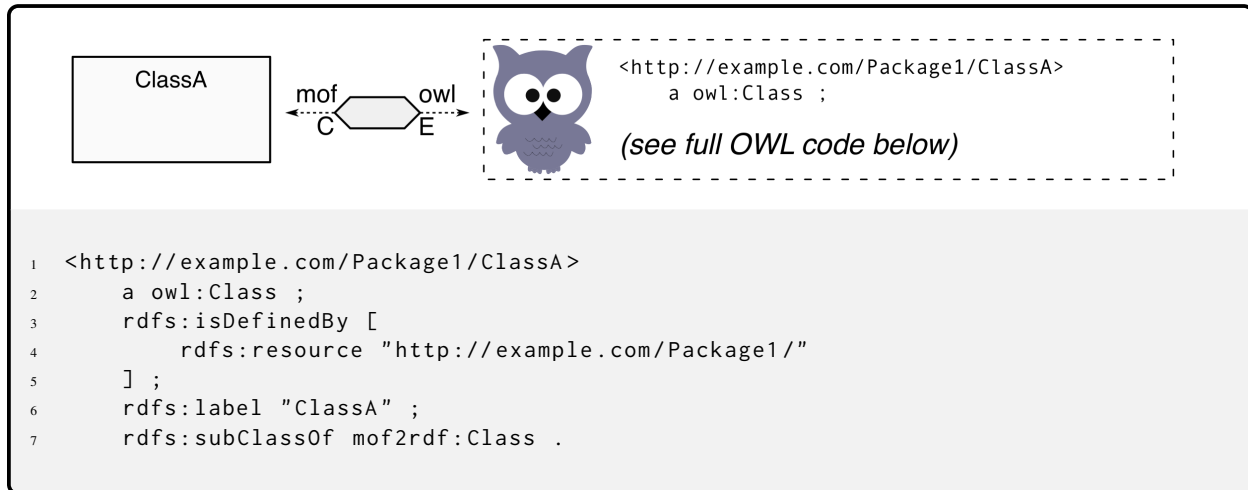 ClassA
mof owl
C E
<http://example.com/Package1/ClassA>
a owl:Class ;
(see full OWL code below)
1 <http://example.com/Package1/ClassA>
2 a owl:Class ;
3 rdfs:isDefinedBy [
4 rdfs:resource "http://example.com/Package1/"
5 ] ;
6 rdfs:label "ClassA" ;
7 rdfs:subClassOf mof2rdf:Class .